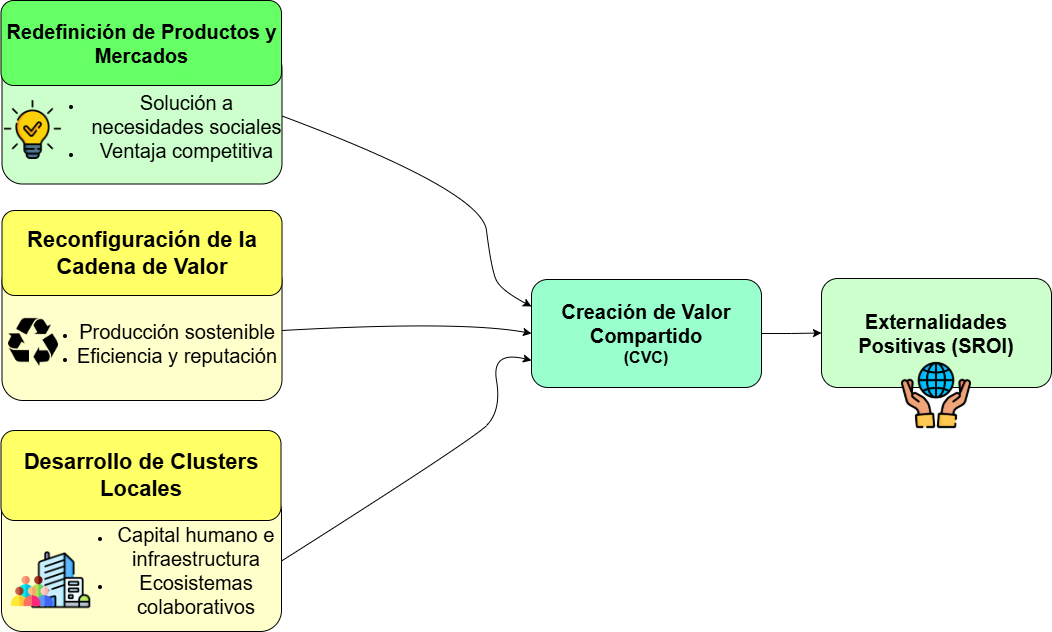 Redefinición de Productos y
Mercados
• Solución a
necesidades sociales
• Ventaja competitiva
Reconfiguración de la
Cadena de Valor
• Producción sostenible
• Eficiencia y reputación
Desarrollo de Clusters
Locales
• Capital humano e
infraestructura
• Ecosistemas
colaborativos
Creación de Valor
Compartido
(CVC)
Externalidades
Positivas (SROI)